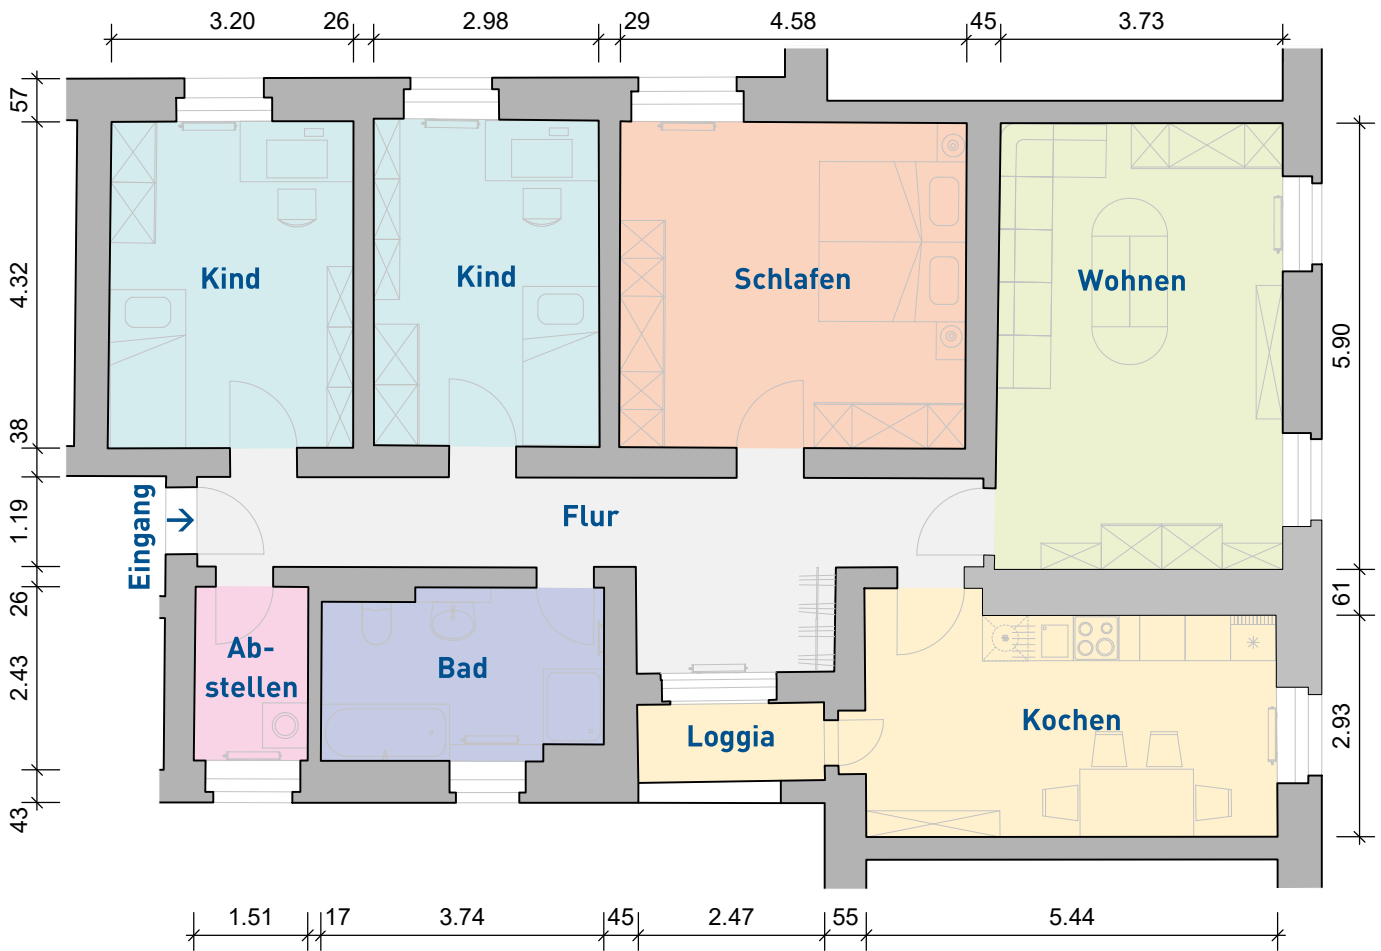 3.20 26 2.98 29 4.58 45 3.73
57
4.32
38
1.19
26
2.43
43
Kind
Kind
Schlafen
Wohnen
5.90
Eingang
→
Flur
61
Ab-
stellen
Bad
Loggia
Kochen
2.93
1.51 17 3.74 45 2.47 55 5.44